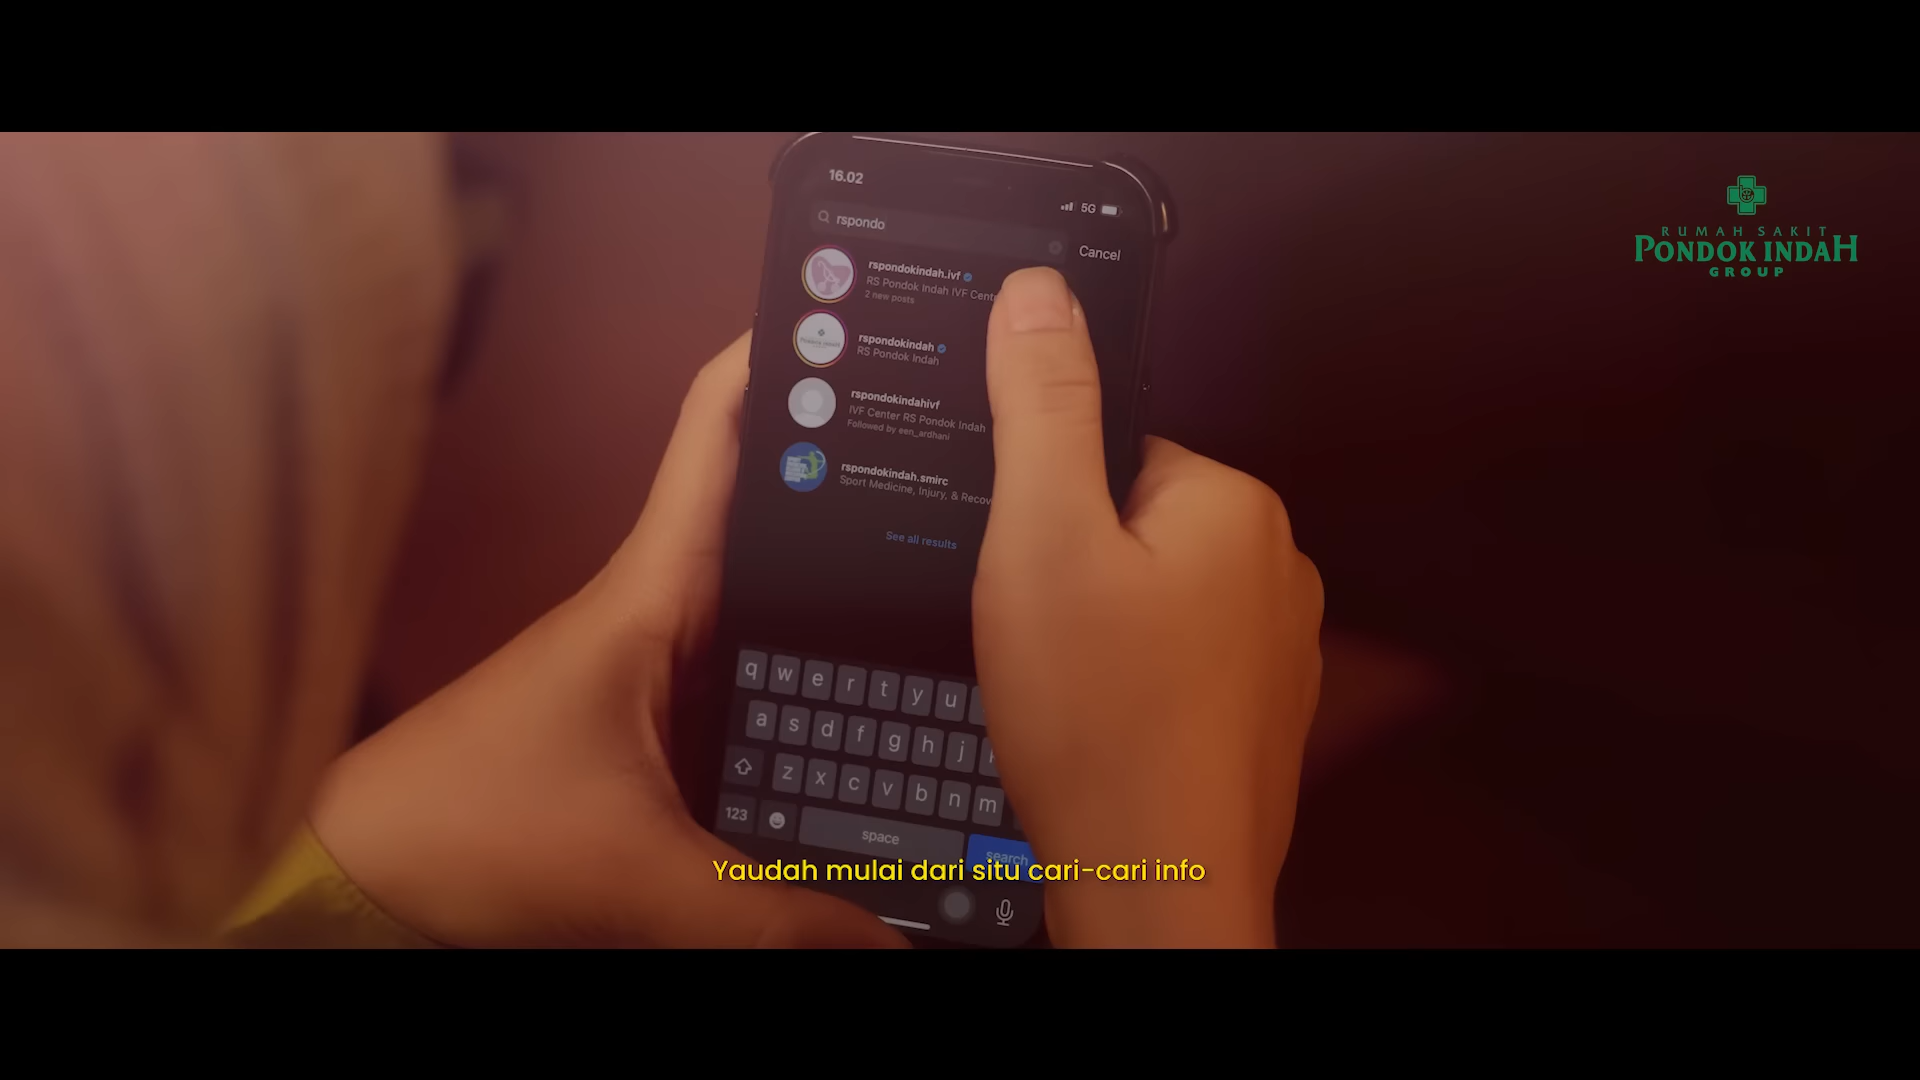 16.02
5G
rspondo
Cancel
rspondokindah.ivf
RS Pondok Indah IVF
2 new posts
rspondokindah
RS Pondok Indah
rspondokindahivf
IVF Center RS Pondok Indah
Followed by een_ardhani
rspondokindah.smirc
Sport Medicine, Injury, &
See all results
q w e r t y u
a s d f g h j
z x c v b n m
123
space
search
Yaudah mulai dari situ cari-cari info
RUMAH SAKIT
PONDOK INDAH
GROUP